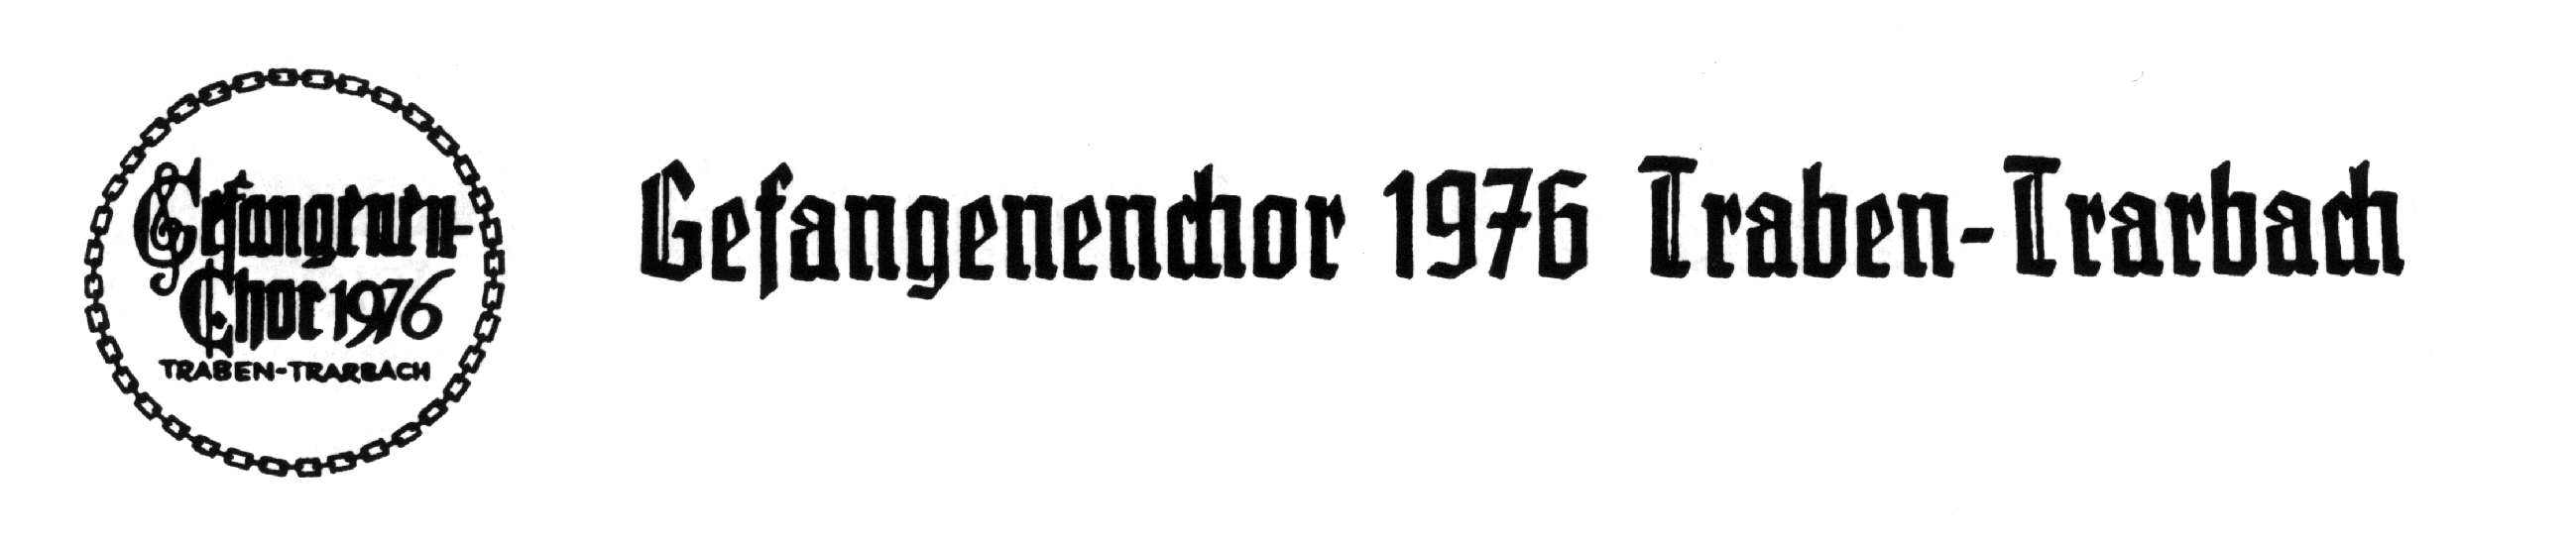 Gefangenen-
Chor 1976
TRABEN-TRARBACH
Gefangenenchor 1976 Traben-Trarbach